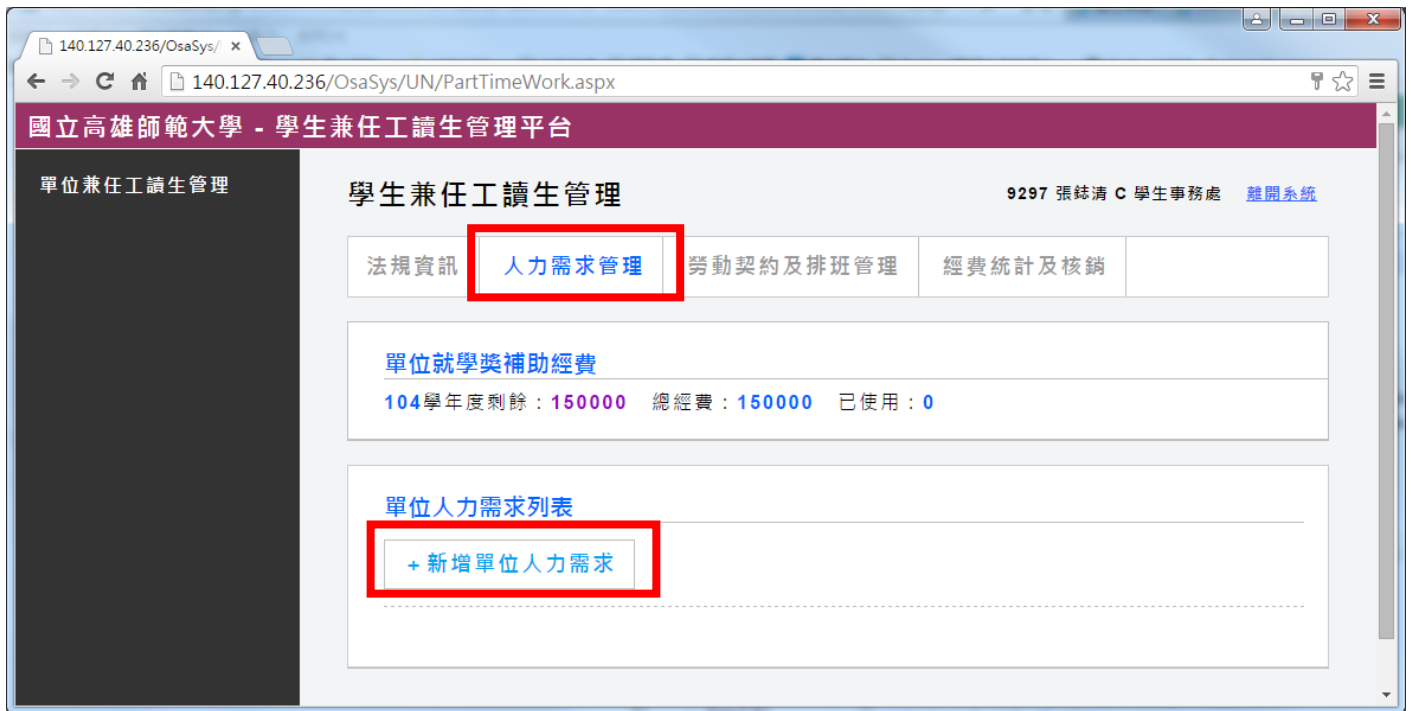 140.127.40.236/OsaSys/
140.127.40.236/OsaSys/UN/PartTimeWork.aspx
國立高雄師範大學 - 學生兼任工讀生管理平台
單位兼任工讀生管理
學生兼任工讀生管理
9297 張鋕清 C 學生事務處 離開系統
法規資訊 人力需求管理 勞動契約及排班管理 經費統計及核銷
單位就學獎補助經費
104學年度剩餘：150000 總經費：150000 已使用：0
單位人力需求列表
+新增單位人力需求